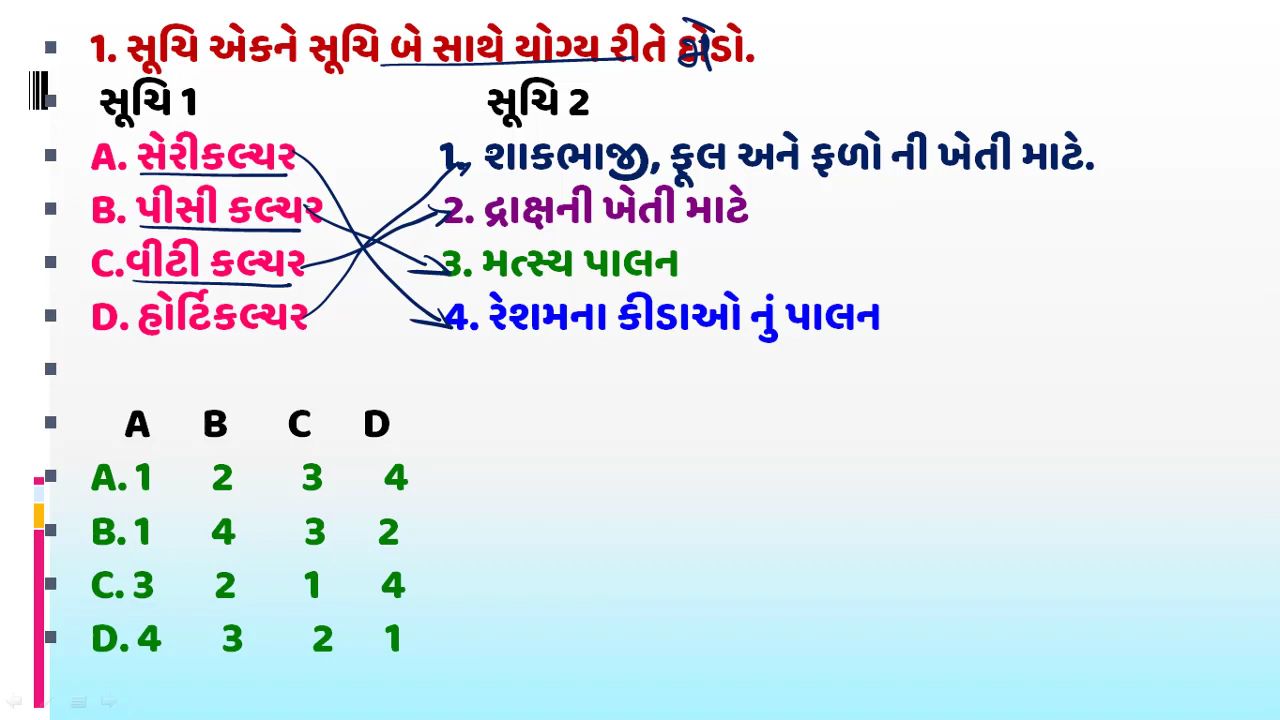 1. સૂચિ એકને સૂચિ બે સાથે યોગ્ય રીતે
સૂચિ 1 સૂચિ 2
A. સેરીકલ્ચર 1. શાકભાજી, ફૂલ અને ફળો ની ખેતી માટે.
B. પીસી કલ્ચર 2. દ્રાક્ષની ખેતી માટે
C.વીટી કલ્ચર 3. મત્સ્ય પાલન
D. હોર્ટિકલ્ચર 4. રેશમના કીડાઓ નું પાલન
A B C D
A. 1 2 3 4
B. 1 4 3 2
C. 3 2 1 4
D. 4 3 2 1